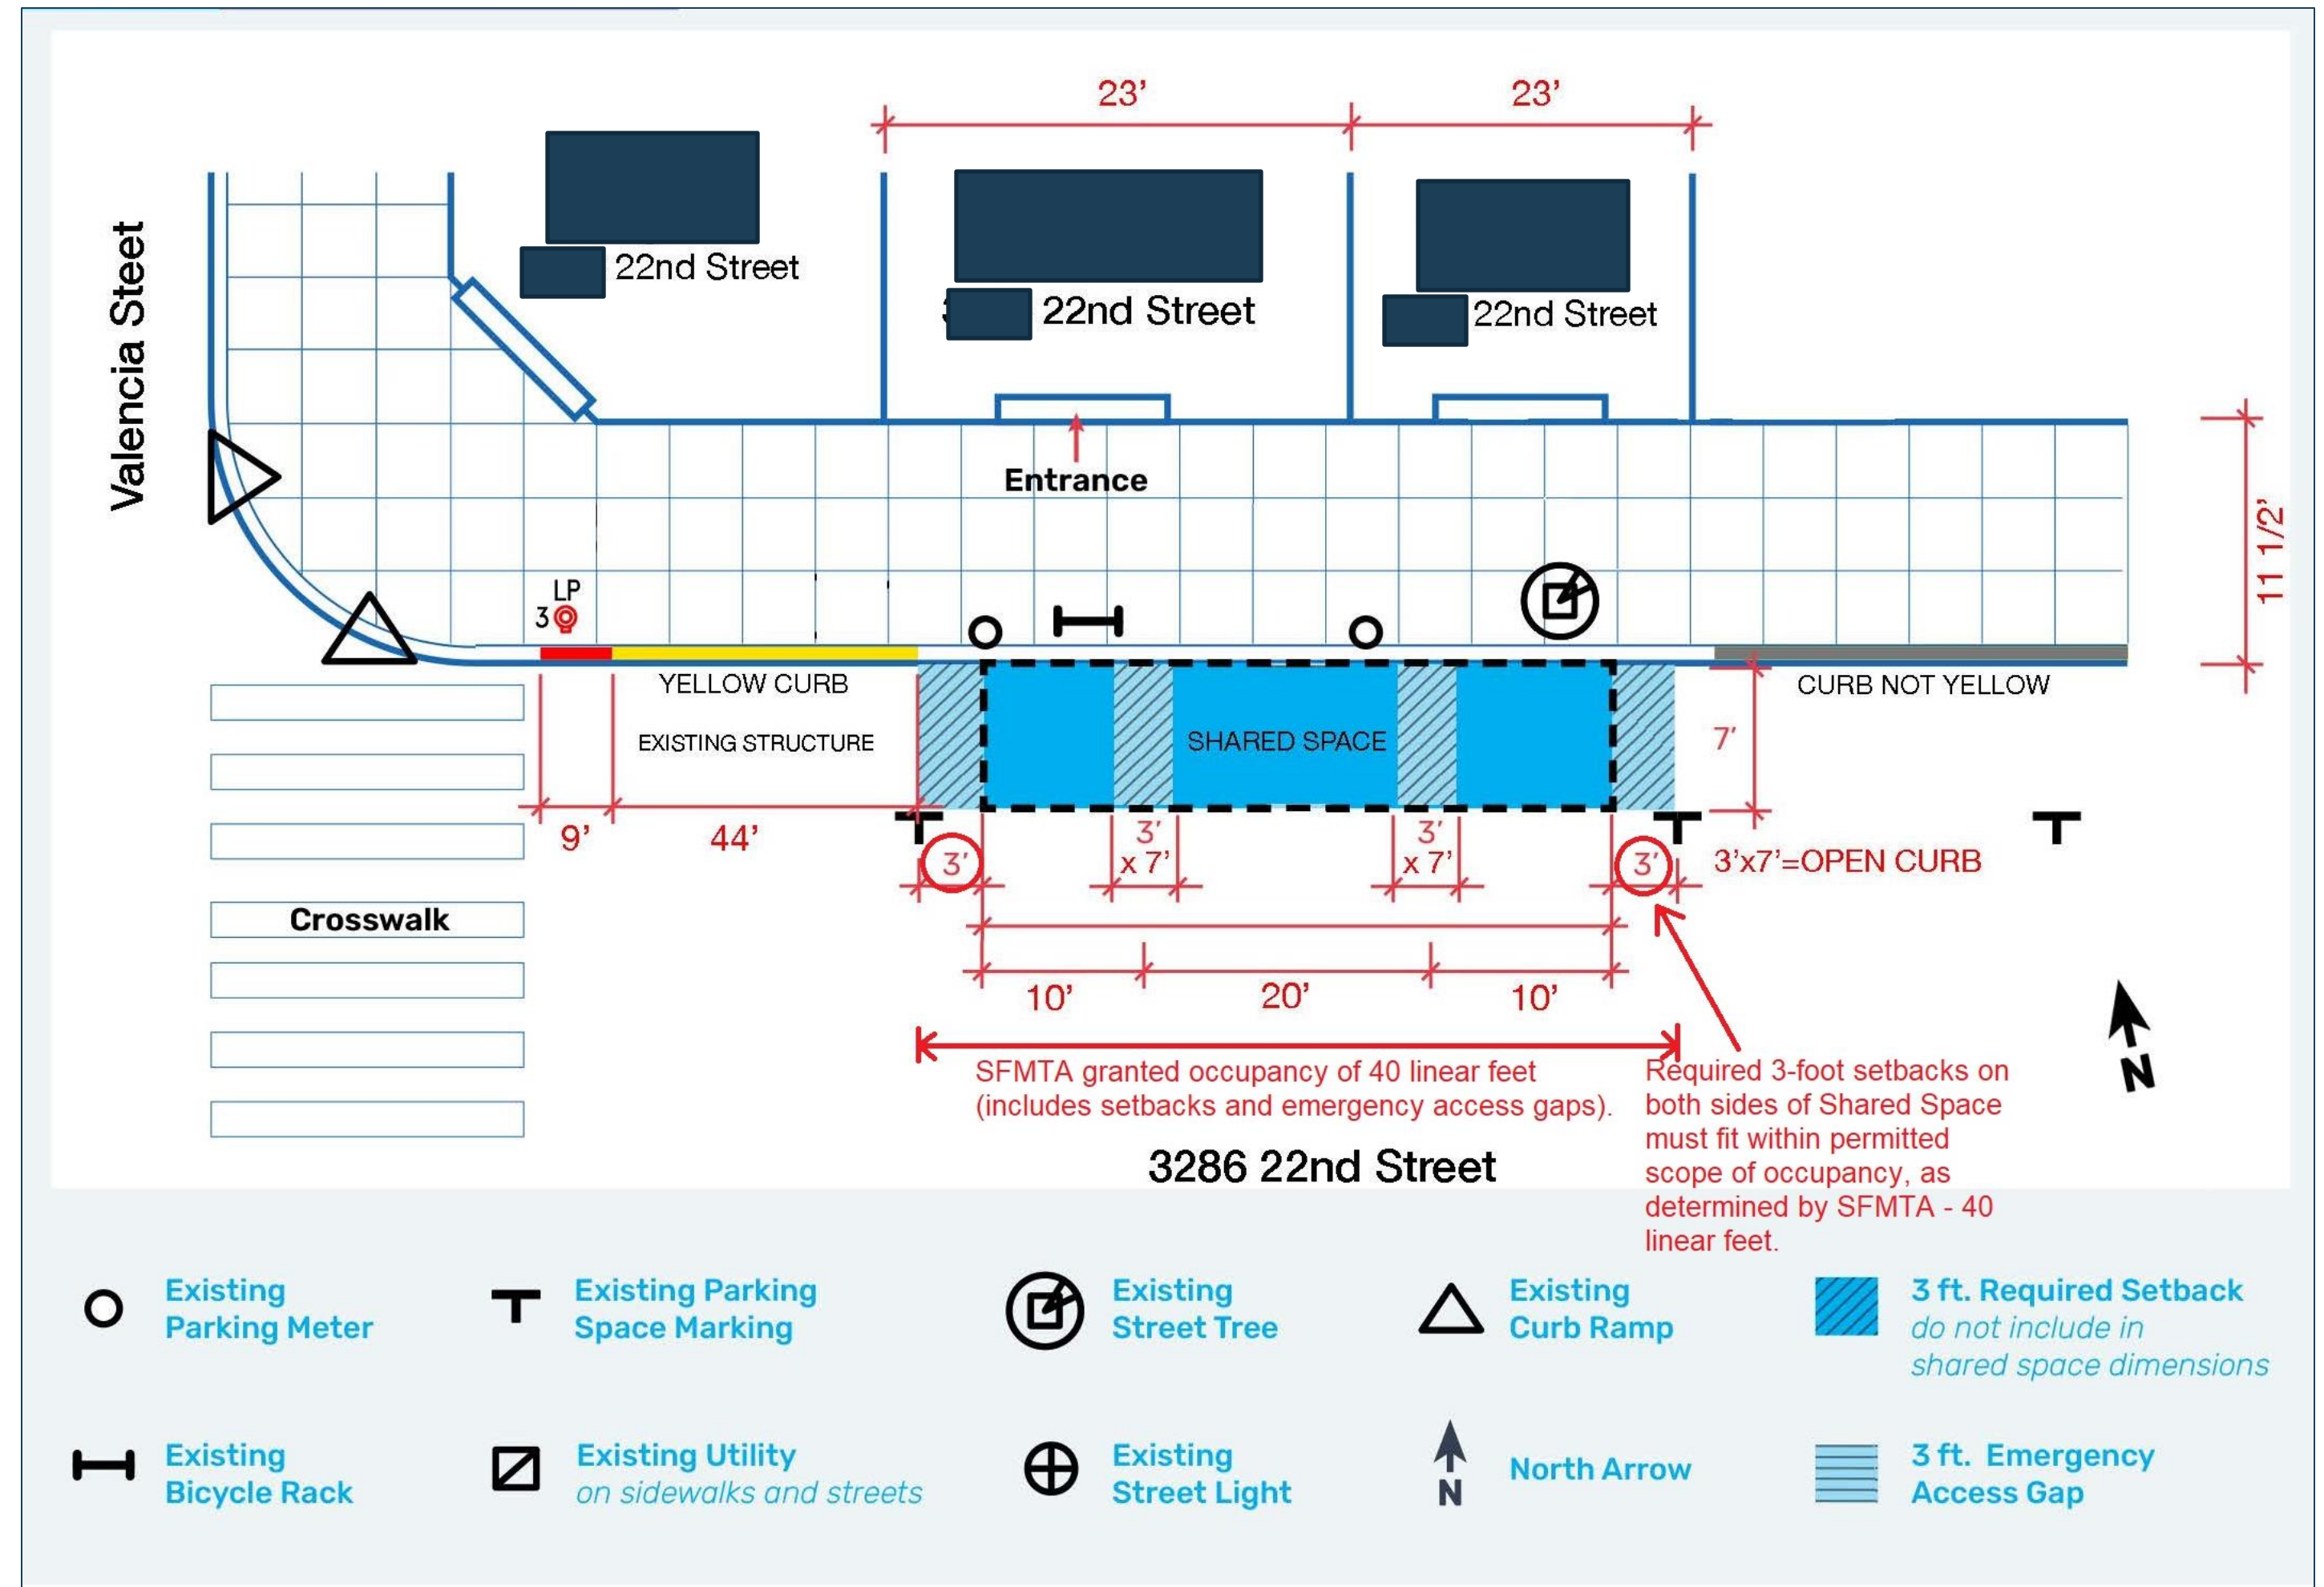 23’
23’
Valencia Steet
22nd Street
22nd Street
22nd Street
Entrance
11 1/2’
LP
3
YELLOW CURB
EXISTING STRUCTURE
SHARED SPACE
CURB NOT YELLOW
7’
9’
44’
3’
3’
x 7’
3’
x 7’
3’
3’x7’=OPEN CURB
Crosswalk
10’
20’
10’
SFMTA granted occupancy of 40 linear feet
(includes setbacks and emergency access gaps).
Required 3-foot setbacks on
both sides of Shared Space
must fit within permitted
scope of occupancy, as
determined by SFMTA - 40
linear feet.
N
3286 22nd Street
Existing
Parking Meter
Existing Parking
Space Marking
Existing
Street Tree
Existing
Curb Ramp
3 ft. Required Setback
do not include in
shared space dimensions
Existing
Bicycle Rack
Existing Utility
on sidewalks and streets
Existing
Street Light
N
North Arrow
3 ft. Emergency
Access Gap